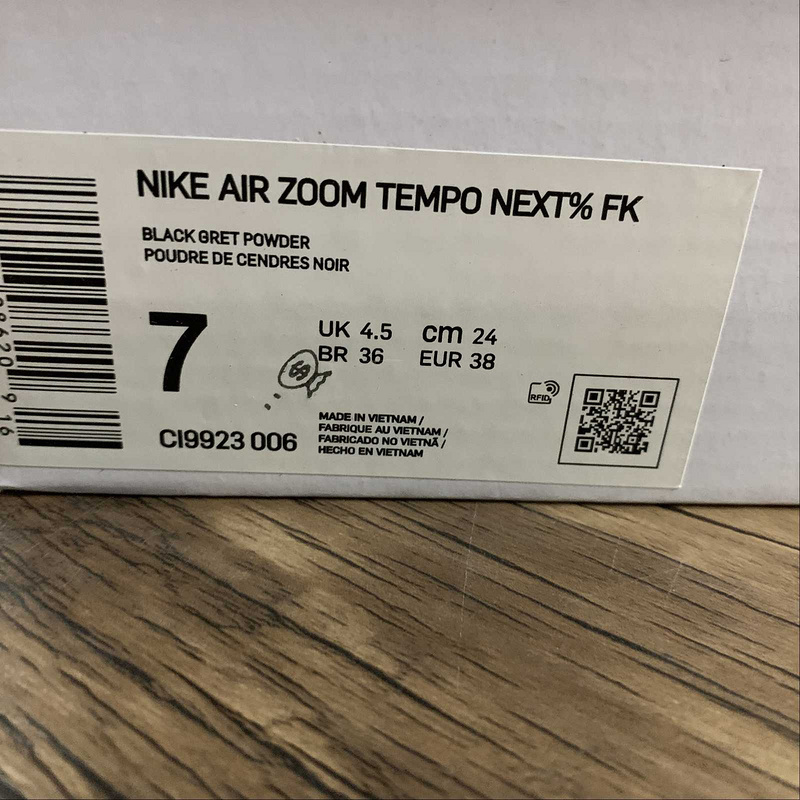 NIKE AIR ZOOM TEMPO NEXT% FK
BLACK GRET POWDER
POUDRE DE CENDRES NOIR
7
UK 4.5 cm 24
BR 36 EUR 38
RFID
CI9923 006
MADE IN VIETNAM /
FABRIQUE AU VIETNAM /
FABRICADO NO VIETNÃ /
HECHO EN VIETNAM